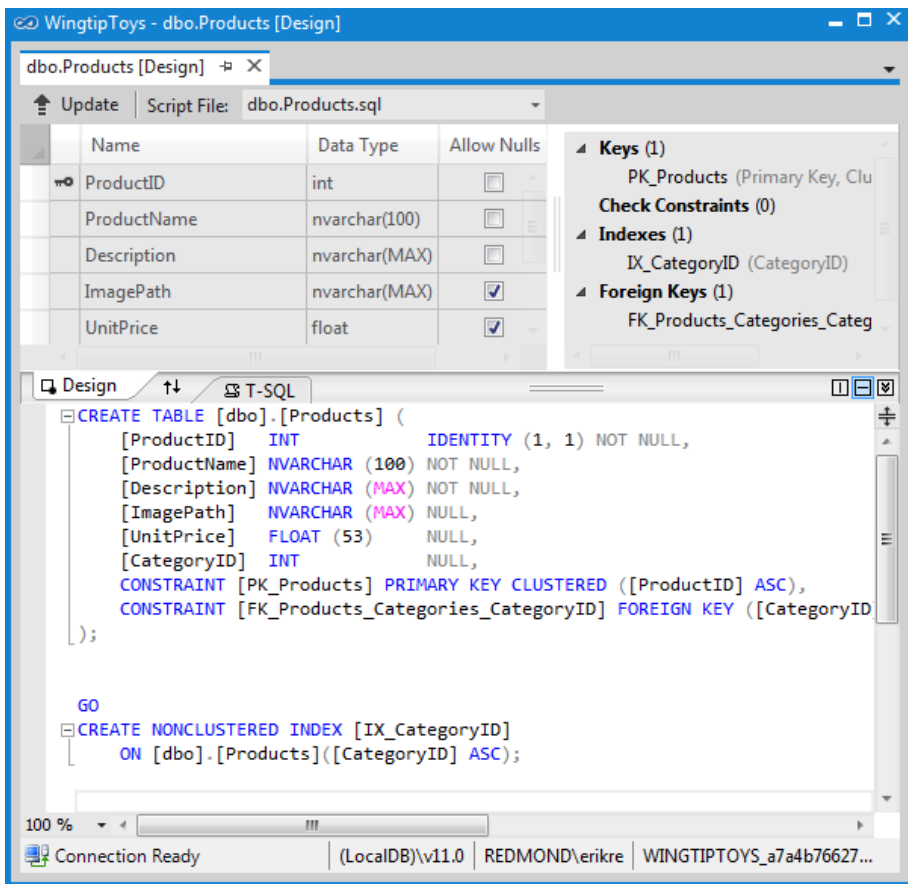 WingtipToys - dbo.Products [Design]
dbo.Products [Design]
Update Script File: dbo.Products.sql
Name Data Type Allow Nulls
ProductID int
ProductName nvarchar(100)
Description nvarchar(MAX)
ImagePath nvarchar(MAX)
UnitPrice float
Keys (1)
PK_Products (Primary Key, Clu
Check Constraints (0)
Indexes (1)
IX_CategoryID (CategoryID)
Foreign Keys (1)
FK_Products_Categories_Categ
Design T-SQL
CREATE TABLE [dbo].[Products] (
[ProductID] INT IDENTITY (1, 1) NOT NULL,
[ProductName] NVARCHAR (100) NOT NULL,
[Description] NVARCHAR (MAX) NOT NULL,
[ImagePath] NVARCHAR (MAX) NULL,
[UnitPrice] FLOAT (53) NULL,
[CategoryID] INT NULL,
CONSTRAINT [PK_Products] PRIMARY KEY CLUSTERED ([ProductID] ASC),
CONSTRAINT [FK_Products_Categories_CategoryID] FOREIGN KEY ([CategoryID
);
GO
CREATE NONCLUSTERED INDEX [IX_CategoryID]
ON [dbo].[Products]([CategoryID] ASC);
100 %
Connection Ready (LocalDB)\v11.0 REDMOND\erikre WINGTIPTOYS_a7a4b76627...